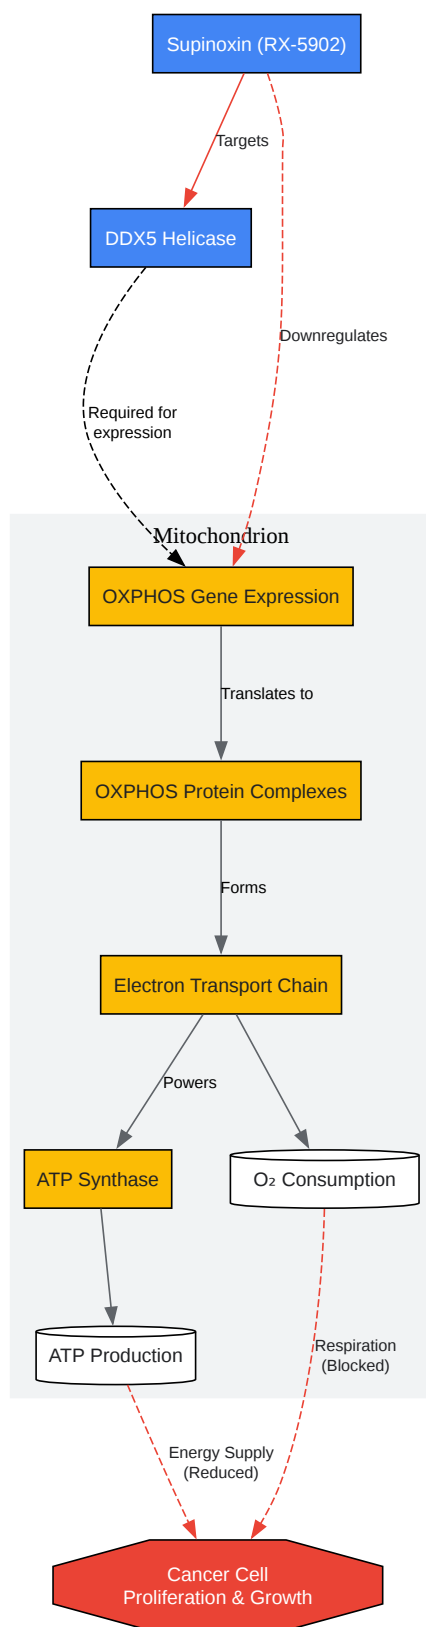 Supinoxin (RX-5902)
Targets
DDX5 Helicase
Downregulates
Required for
expression
Mitochondrion
OXPHOS Gene Expression
Translates to
OXPHOS Protein Complexes
Forms
Electron Transport Chain
Powers
ATP Synthase
O₂ Consumption
Respiration
(Blocked)
ATP Production
Energy Supply
(Reduced)
Cancer Cell
Proliferation & Growth